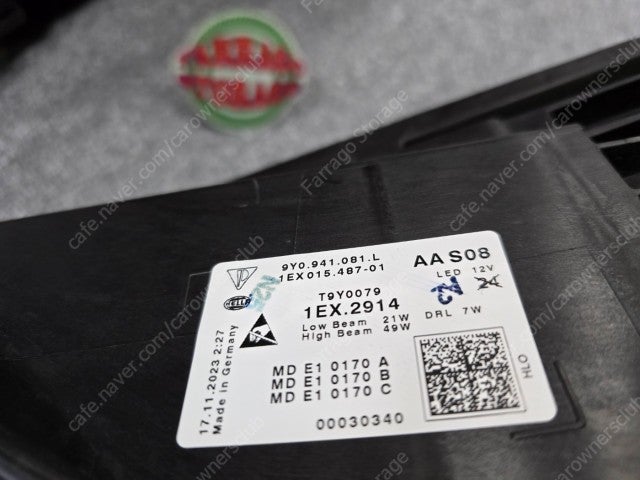 9Y0.941.081.L
1EX015.487-01
AA S08
LED 12V
T9Y0079
1EX.2914
Low Beam 21W
High Beam 49W
DRL 7W
HELLA
17.11.2023 2:27
Made in Germany
MD E1 0170 A
MD E1 0170 B
MD E1 0170 C
00030340
HLO
Farrago Storage
cafe.naver.com/carownersclub